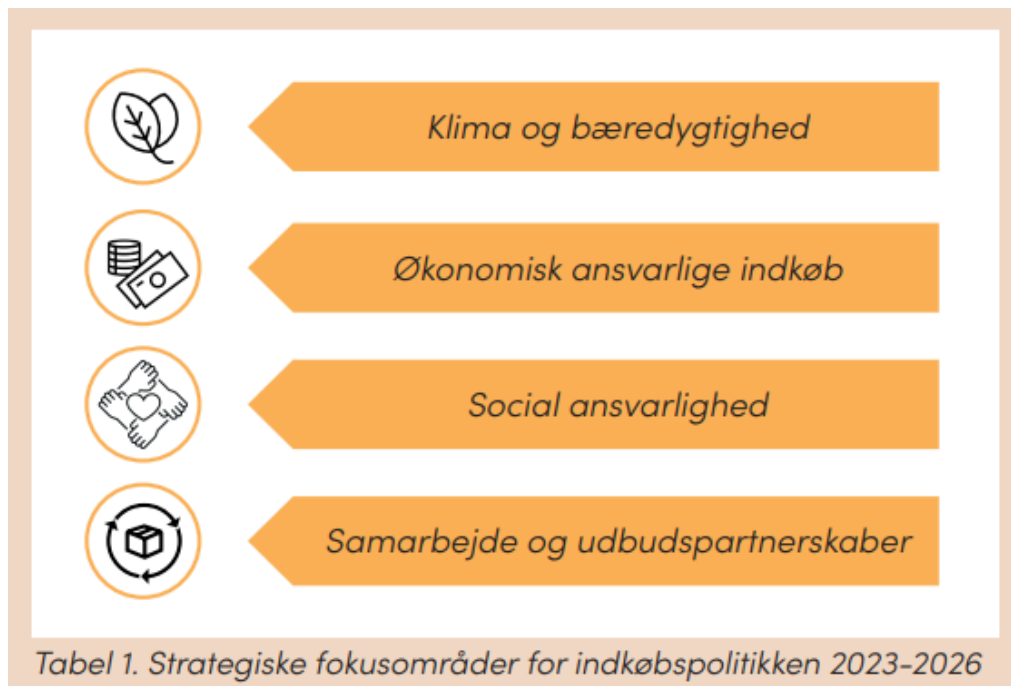 Klima og bæredygtighed
Økonomisk ansvarlige indkøb
Social ansvarlighed
Samarbejde og udbudspartnerskaber
Tabel 1. Strategiske fokusområder for indkøbspolitikken 2023-2026